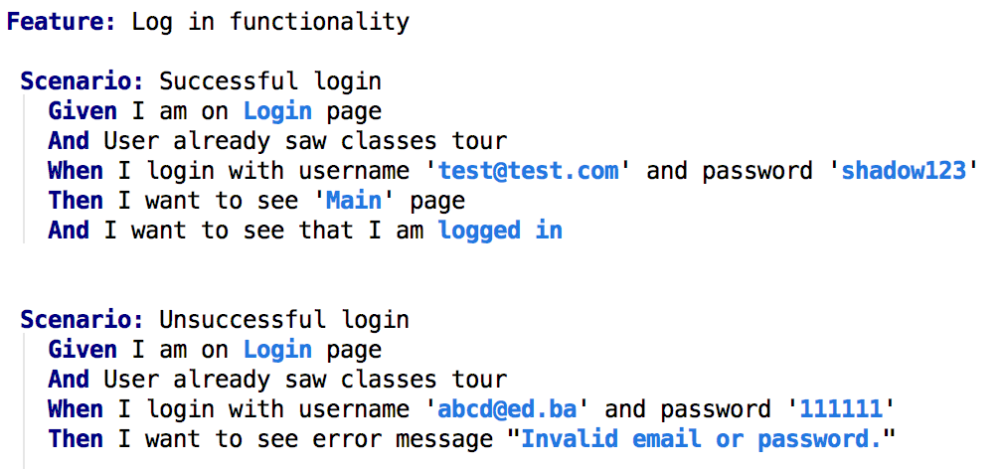 Feature: Log in functionality
Scenario: Successful login
Given I am on Login page
And User already saw classes tour
When I login with username 'test@test.com' and password 'shadow123'
Then I want to see 'Main' page
And I want to see that I am logged in
Scenario: Unsuccessful login
Given I am on Login page
And User already saw classes tour
When I login with username 'abcd@ed.ba' and password '111111'
Then I want to see error message "Invalid email or password."